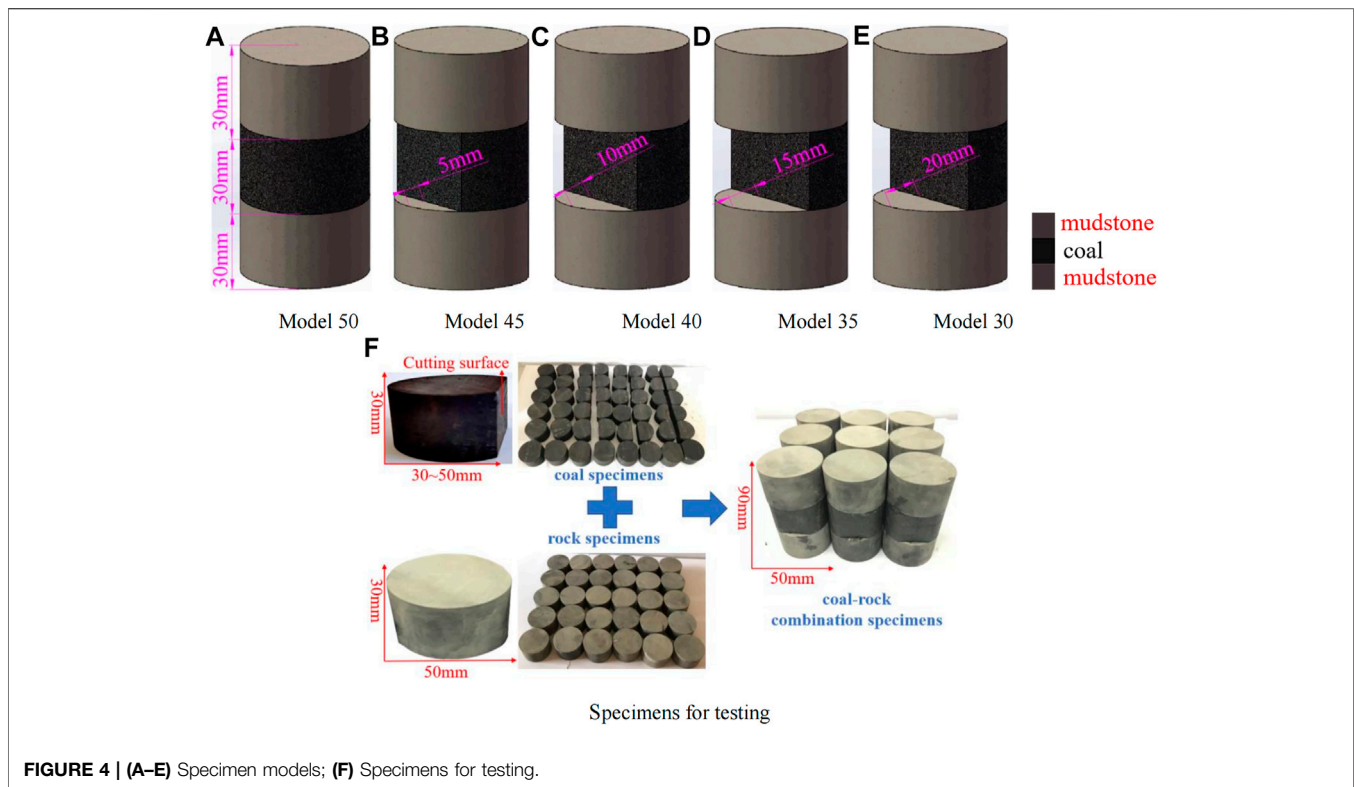 A
B
C
D
E
30mm
30mm
30mm
5mm
10mm
15mm
20mm
mudstone
coal
mudstone
Model 50
Model 45
Model 40
Model 35
Model 30
F
Cutting surface
30mm
30~50mm
coal specimens
rock specimens
30mm
50mm
90mm
50mm
coal-rock
combination specimens
Specimens for testing
FIGURE 4 | (A–E) Specimen models; (F) Specimens for testing.